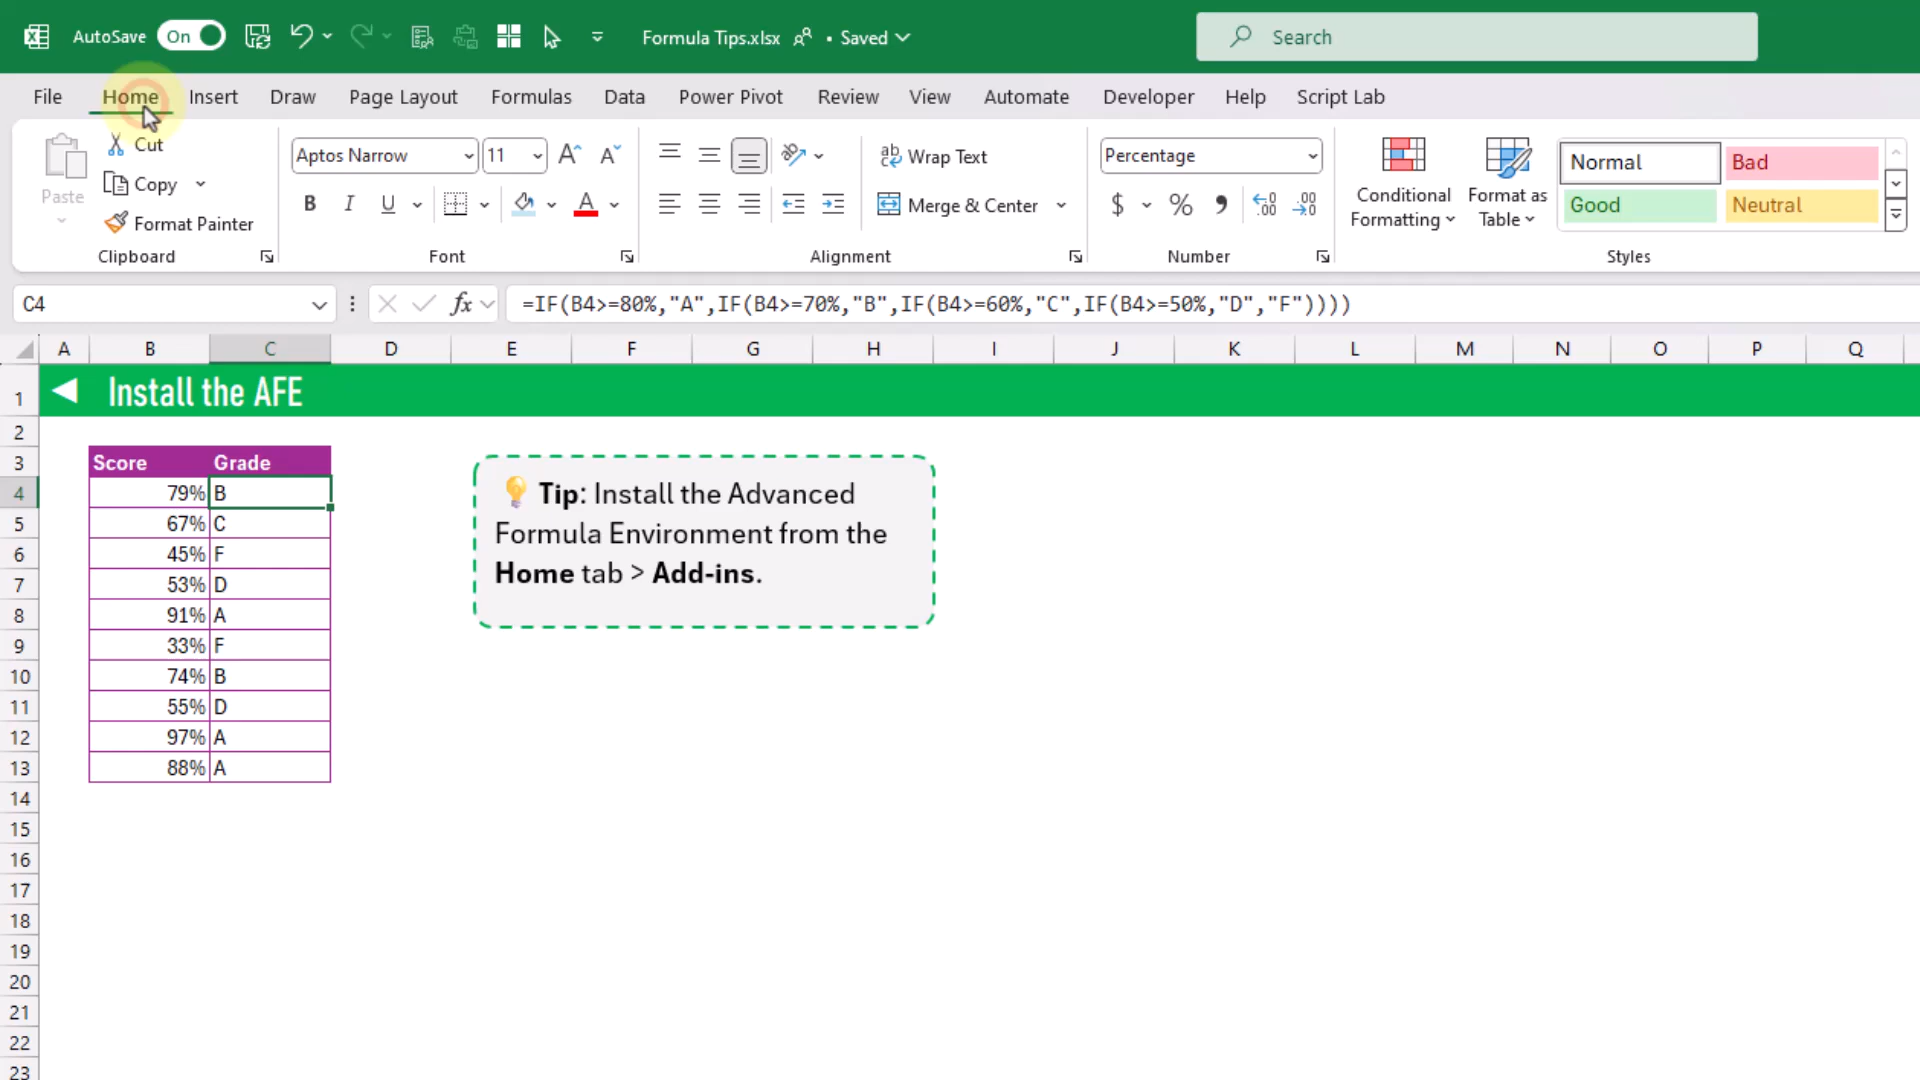 AutoSave On Formula Tips.xlsx • Saved Search
File Home Insert Draw Page Layout Formulas Data Power Pivot Review View Automate Developer Help Script Lab
Paste Cut Copy Format Painter
Clipboard
Aptos Narrow 11
B I U A
Font
Wrap Text
Merge & Center
Alignment
Percentage
$ % 9 .00 .00
Number
Conditional Formatting
Format as Table
Normal Bad
Good Neutral
Styles
C4 fx =IF(B4>=80%,"A",IF(B4>=70%,"B",IF(B4>=60%,"C",IF(B4>=50%,"D","F"))))
A B C D E F G H I J K L M N O P Q
1 Install the AFE
2
3 Score Grade
4 79% B
5 67% C
6 45% F
7 53% D
8 91% A
9 33% F
10 74% B
11 55% D
12 97% A
13 88% A
14
15
16
17
18
19
20
21
22
23
💡 Tip: Install the Advanced
Formula Environment from the
Home tab > Add-ins.